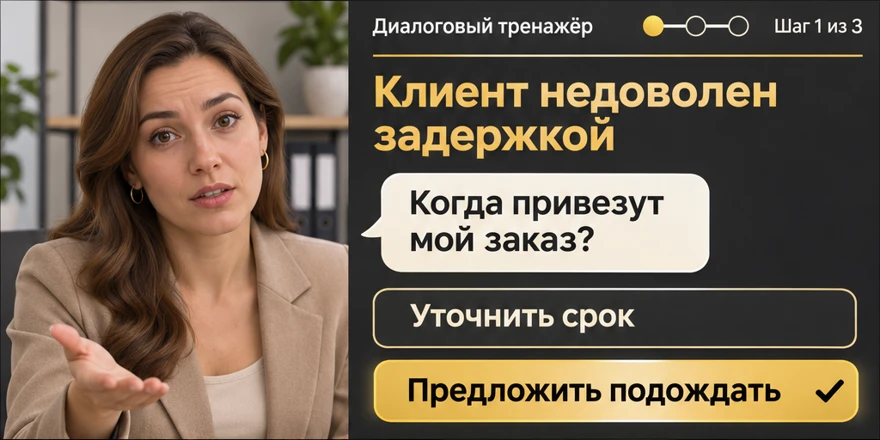 Диалоговый тренажёр
Шаг 1 из 3
Клиент недоволен
задержкой
Когда привезут
мой заказ?
Уточнить срок
Предложить подождать